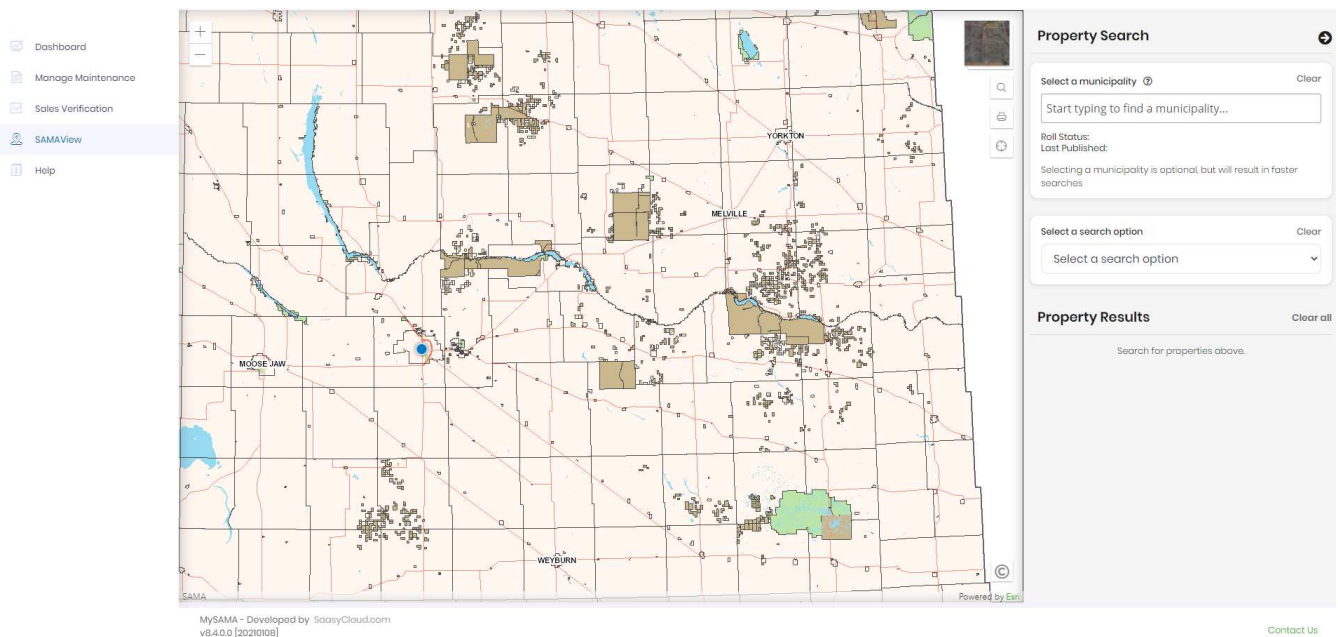 Dashboard
Manage Maintenance
Sales Verification
SAMAView
Help
+
−
YORKTON
MELVILLE
MOOSE JAW
WEYBURN
SAMA
Powered by Esri
©
Property Search
Select a municipality
Clear
Start typing to find a municipality...
Roll Status:
Last Published:
Selecting a municipality is optional, but will result in faster
searches
Select a search option
Clear
Select a search option
Property Results
Clear all
Search for properties above.
MySAMA - Developed by SaasyCloud.com
v8.4.0.0 [20210108]
Contact Us